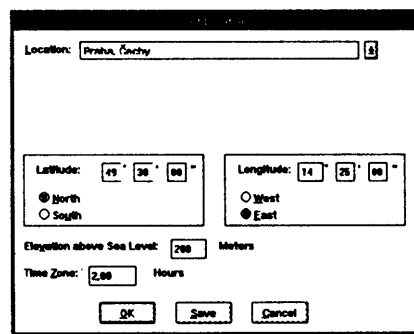 Location: Praha, Čechy
Latitude: 49 ° 30 ' 00 "
North
South
Longitude: 14 ° 25 ' 00 "
West
East
Elevation above Sea Level: 200 Meters
Time Zone: 2,00 Hours
OK Save Cancel